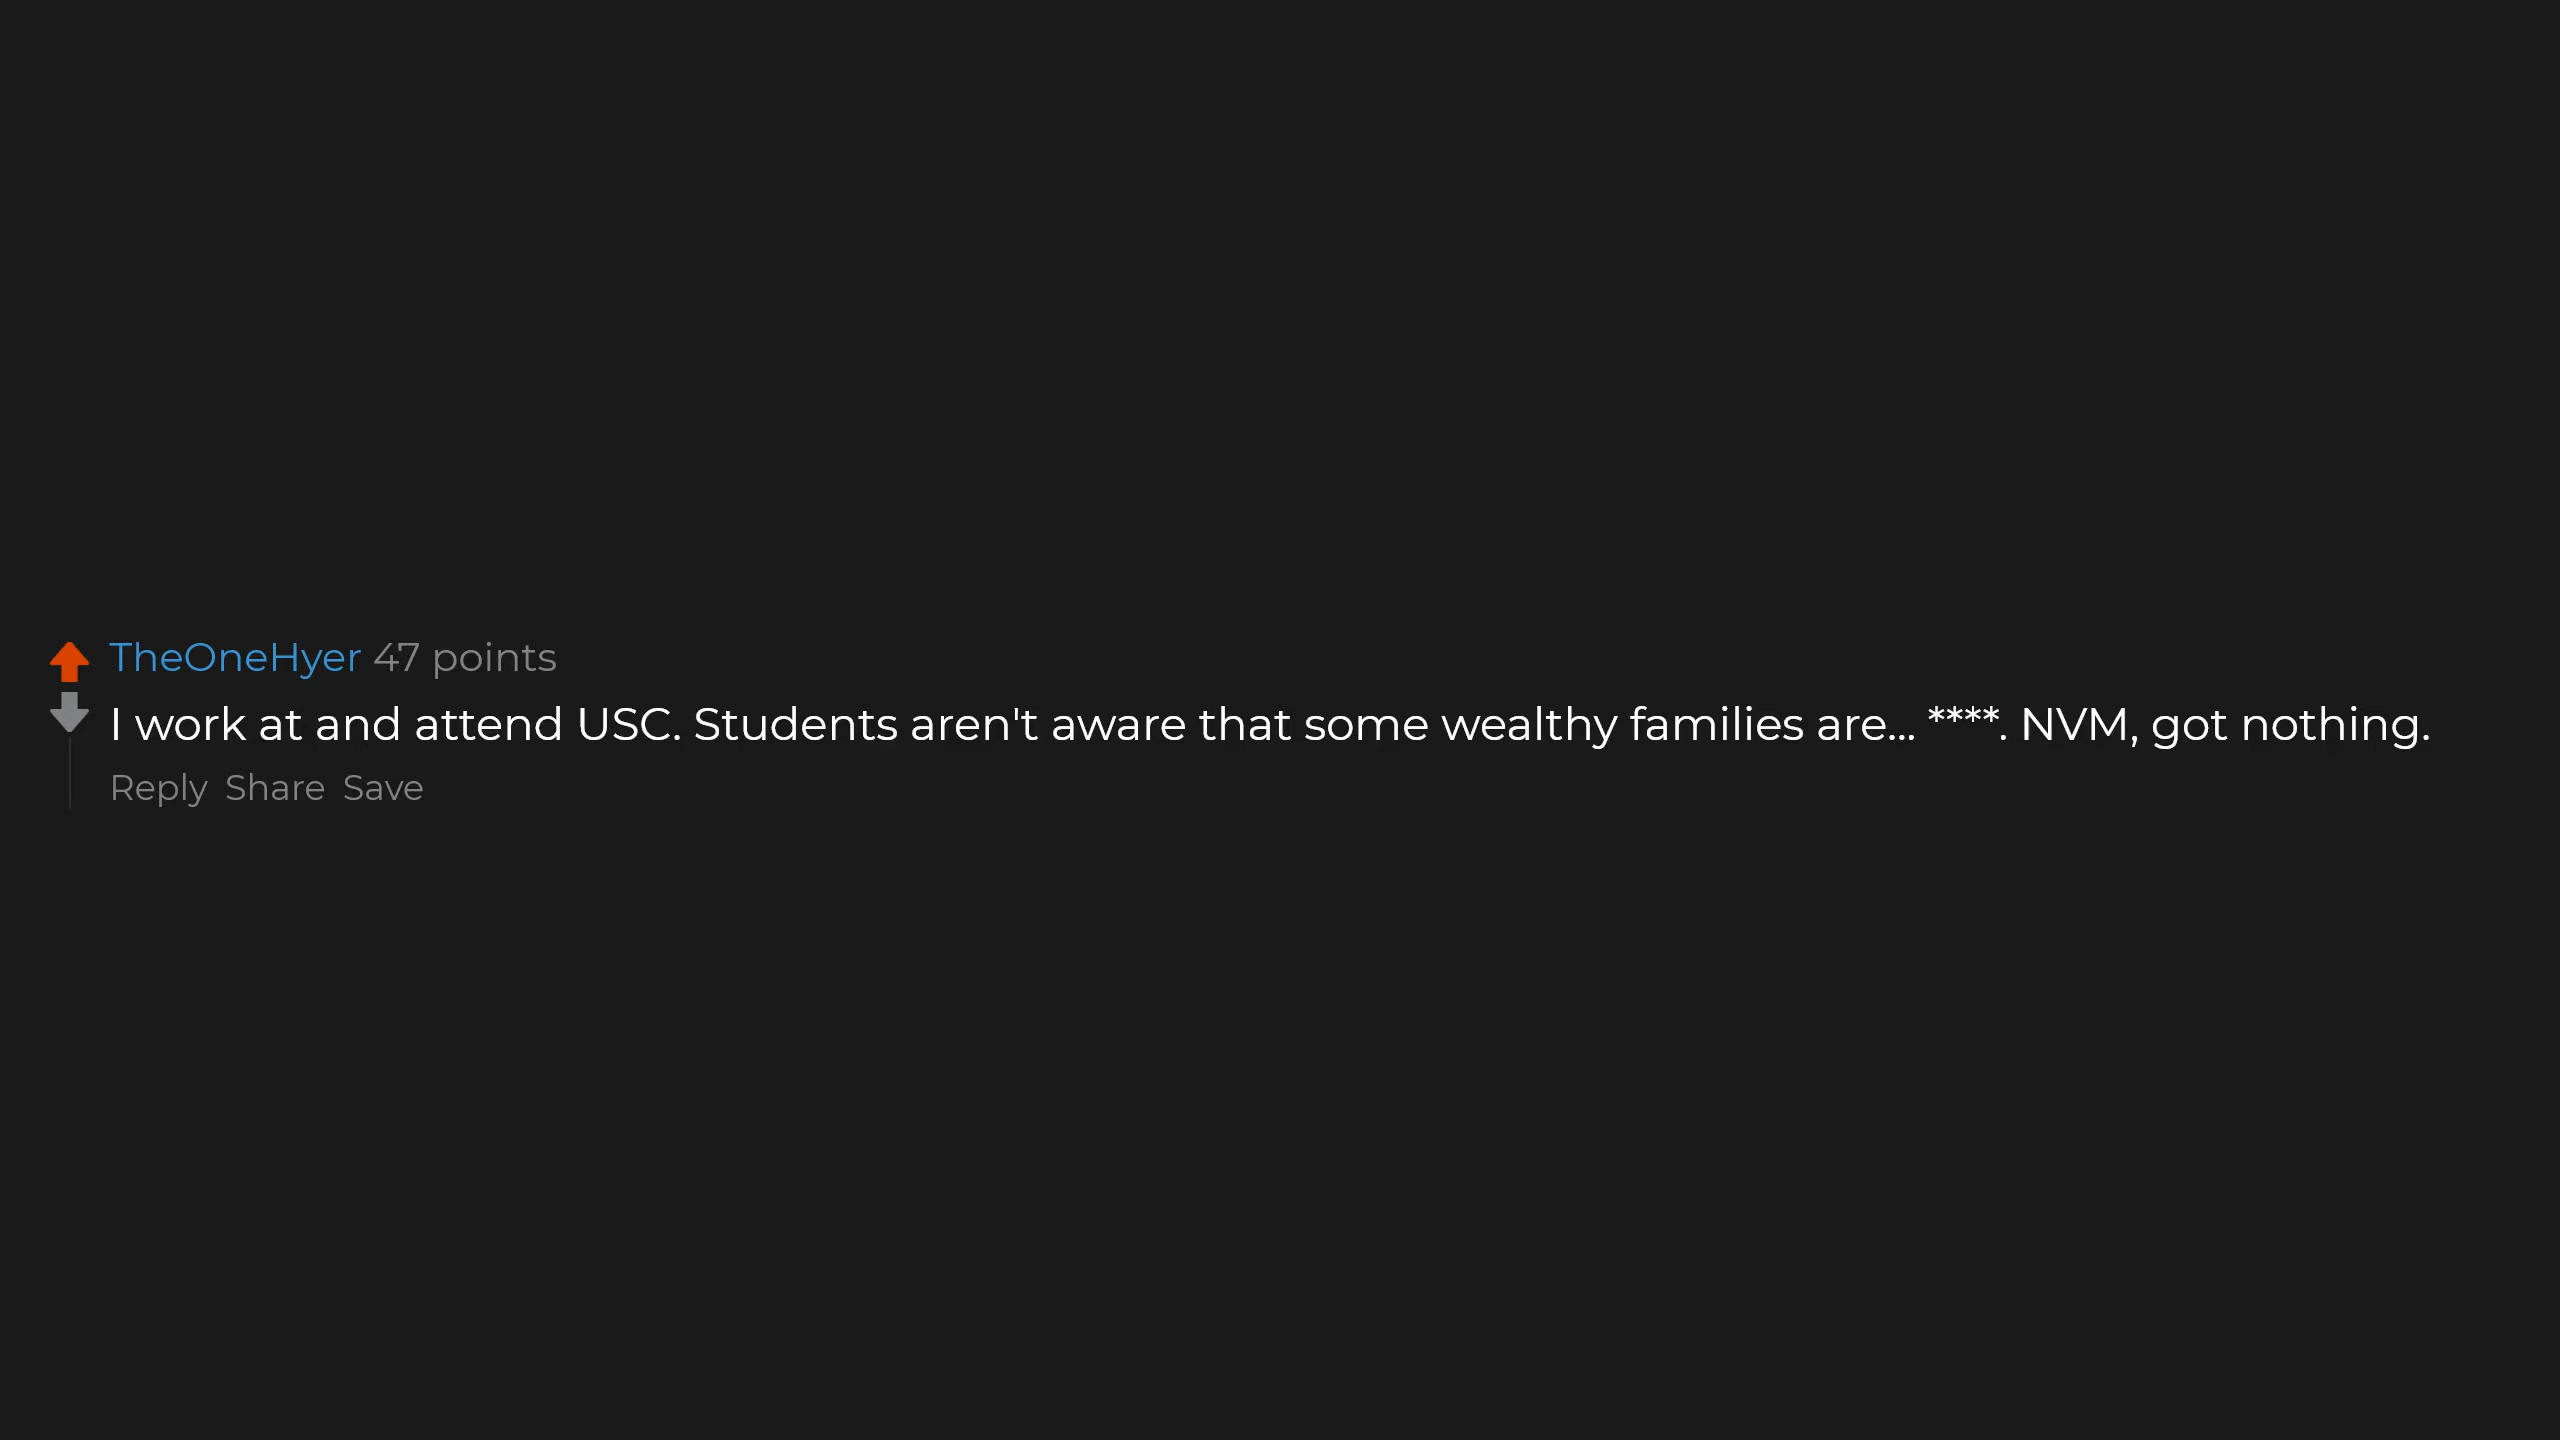 TheOneHyer 47 points
I work at and attend USC. Students aren't aware that some wealthy families are... ****. NVM, got nothing.
Reply Share Save